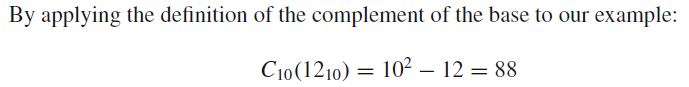 By applying the definition of the complement of the base to our example:
C₁₀(12₁₀) = 10² − 12 = 88